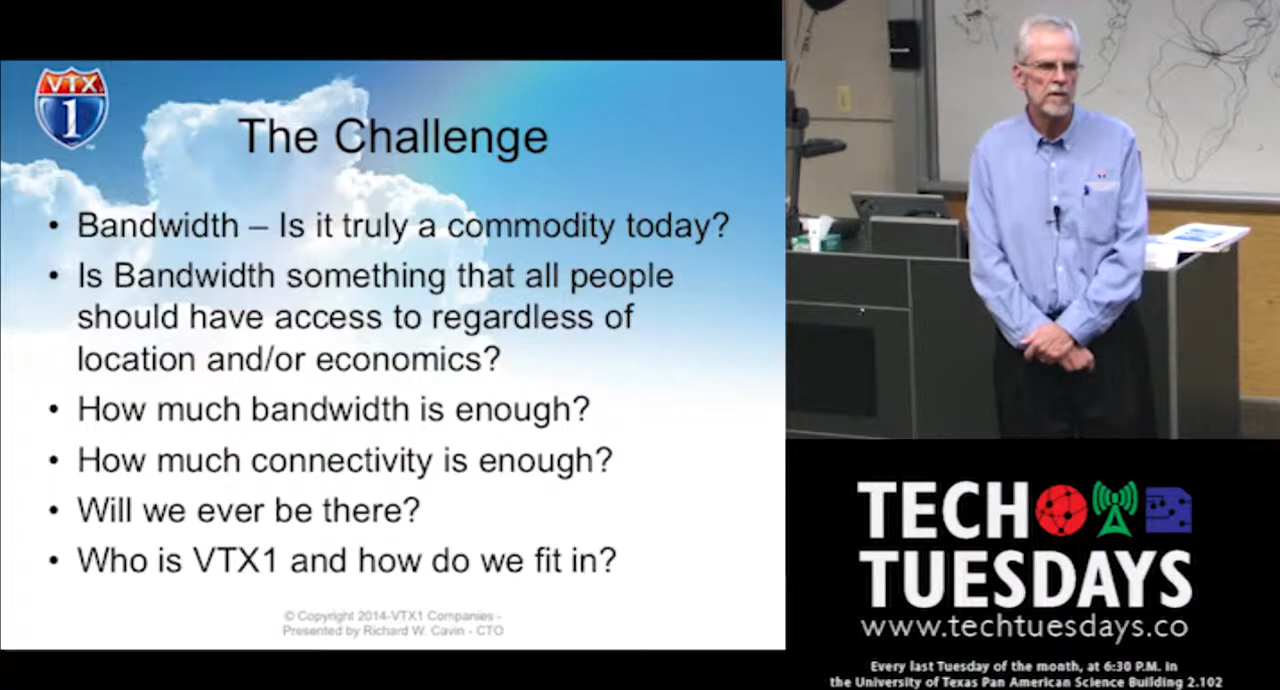 VTX
1
The Challenge
• Bandwidth – Is it truly a commodity today?
• Is Bandwidth something that all people
should have access to regardless of
location and/or economics?
• How much bandwidth is enough?
• How much connectivity is enough?
• Will we ever be there?
• Who is VTX1 and how do we fit in?
© Copyright 2014-VTX1 Companies -
Presented by Richard W. Cavin - CTO
TECH
TUESDAYS
www.techtuesdays.co
Every last Tuesday of the month, at 6:30 P.M. in
the University of Texas Pan American Science Building 2.102